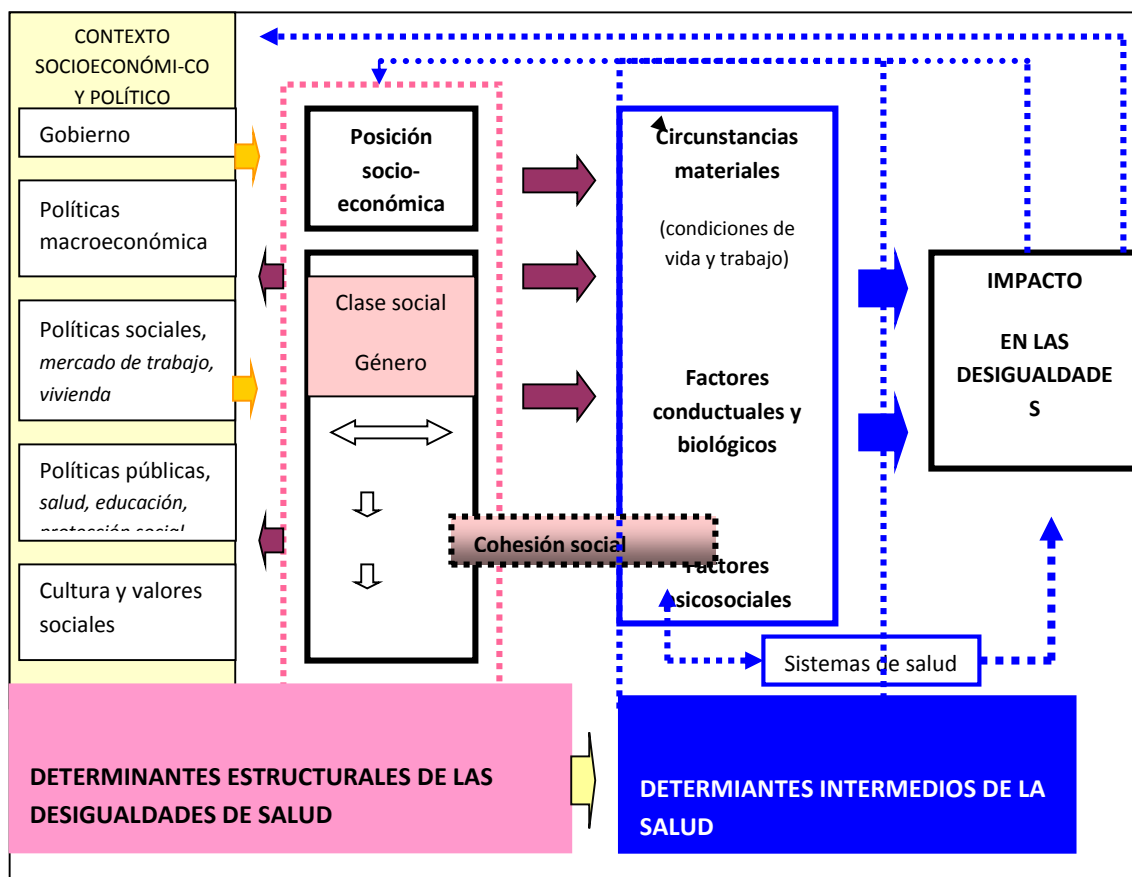 CONTEXTO
SOCIOECONÓMI-CO
Y POLÍTICO
Gobierno
Políticas
macroeconómica
Políticas sociales,
mercado de trabajo,
vivienda
Políticas públicas,
salud, educación,
protección social
Cultura y valores
sociales
Posición
socio-
económica
Clase social
Género
Cohesión social
Circunstancias
materiales
(condiciones de
vida y trabajo)
Factores
conductuales y
biológicos
Factores
psicosociales
Sistemas de salud
IMPACTO
EN LAS
DESIGUALDADE
S
DETERMINANTES ESTRUCTURALES DE LAS
DESIGUALDADES DE SALUD
DETERMIANTES INTERMEDIOS DE LA
SALUD